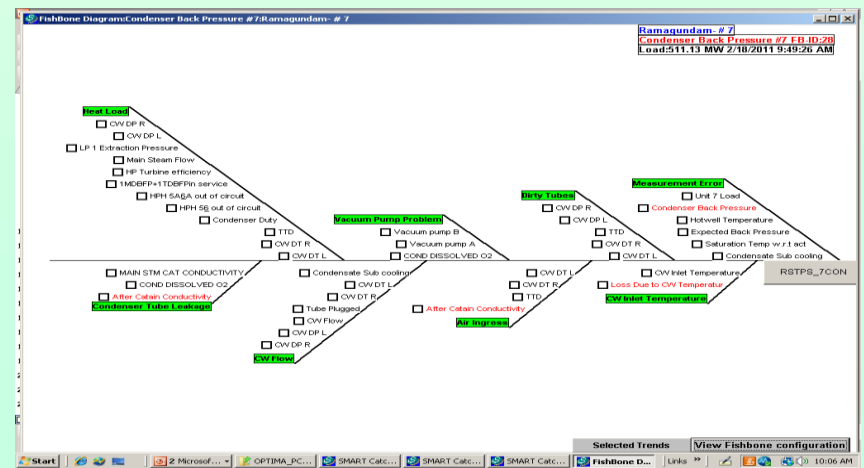 FishBone Diagram:Condenser Back Pressure #7:Ramagundam- # 7
Ramagundam- # 7
Condenser Back Pressure #7 FB-ID:28
Load:511.13 MW 2/18/2011 9:49:26 AM
Heat Load
CW DP R
CW DP L
LP 1 Extraction Pressure
Main Steam Flow
HP Turbine efficiency
1MDBFP+1TDBFPin service
HPH 5A6A out of circuit
HPH 56 out of circuit
Condenser Duty
TTD
CW DT R
CW DT L
Vacuum Pump Problem
Vacuum pump B
Vacuum pump A
COND DISSOLVED O2
Dirty Tubes
CW DP R
CW DP L
TTD
CW DT R
CW DT L
Measurement Error
Unit 7 Load
Condenser Back Pressure
Hotwell Temperature
Expected Back Pressure
Saturation Temp w.r.t act
Condensate Sub cooling
MAIN STM CAT CONDUCTIVITY
COND DISSOLVED O2
After Catain Conductivity
Condenser Tube Leakage
Condensate Sub cooling
CW DT L
CW DT R
Tube Plugged
CW Flow
CW DP L
CW DP R
CW Flow
CW DT L
CW DT R
TTD
After Catain Conductivity
Air Ingress
CW Inlet Temperature
Loss Due to CW Temperatur
CW Inlet Temperature
RSTPS_7CON
Selected Trends
View Fishbone configuration
Start
2 Microsof...
OPTIMA_PC...
SMART Catc...
SMART Catc...
SMART Catc...
FishBone D...
Links »
10:06 AM